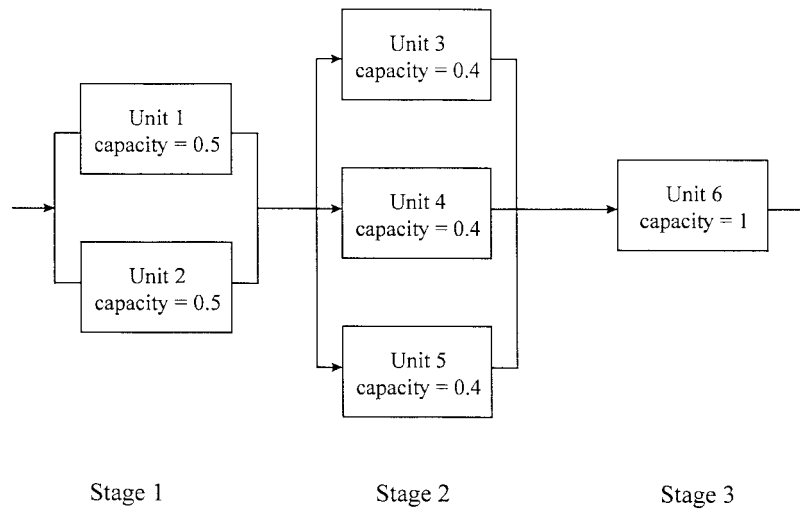 Unit 1
capacity = 0.5
Unit 2
capacity = 0.5
Unit 3
capacity = 0.4
Unit 4
capacity = 0.4
Unit 5
capacity = 0.4
Unit 6
capacity = 1
Stage 1
Stage 2
Stage 3